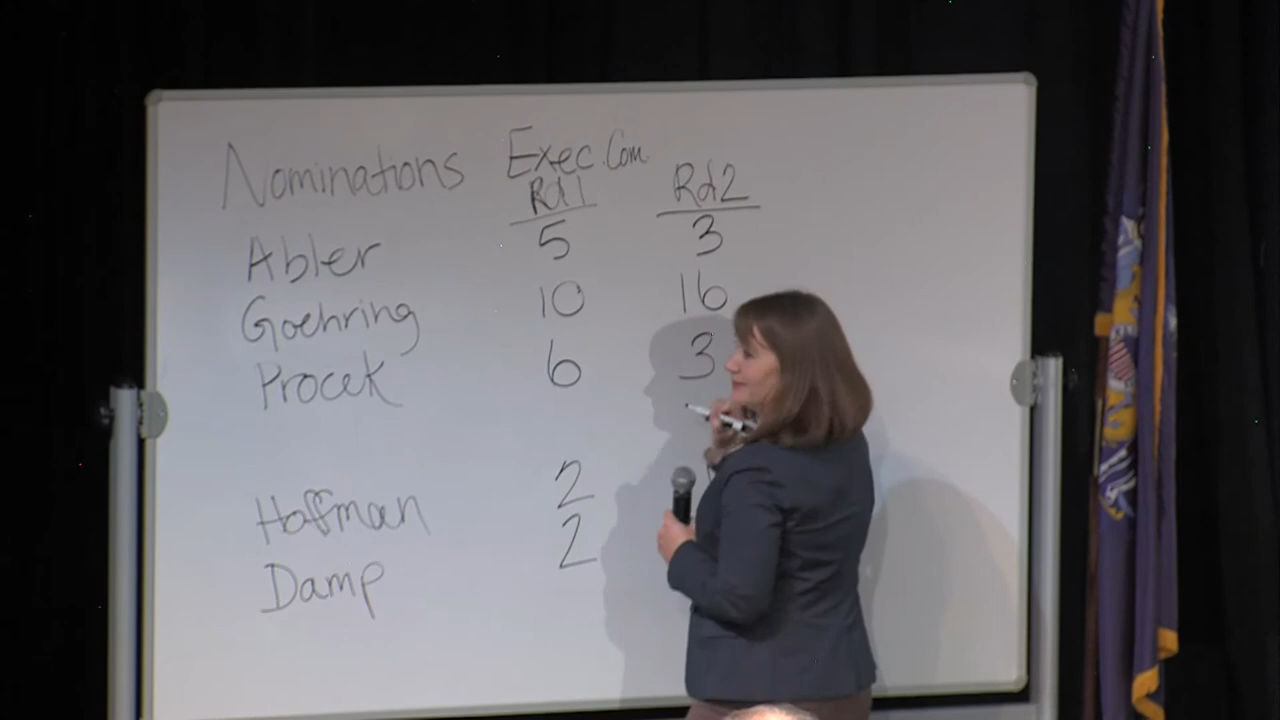 Nominations Exec. Com.
Rd1 Rd2
Abler 5 3
Goehring 10 16
Procek 6 3
Hoffman 2
Damp 2